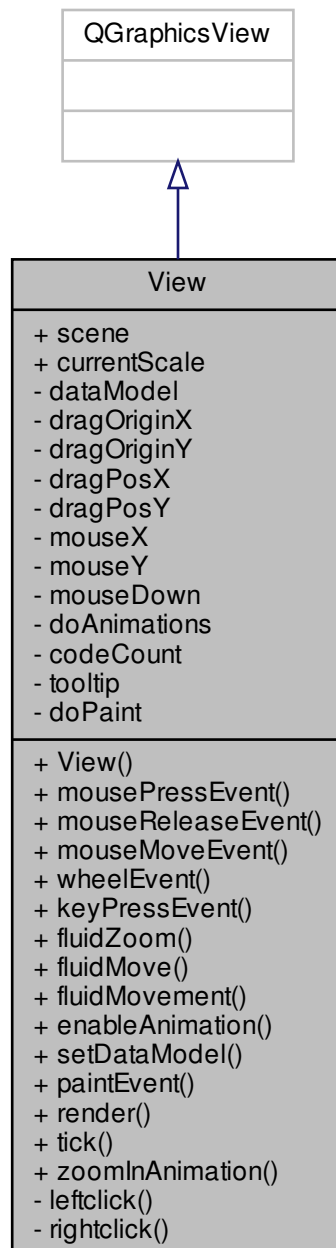 QGraphicsView
View
+ scene
+ currentScale
- dataModel
- dragOriginX
- dragOriginY
- dragPosX
- dragPosY
- mouseX
- mouseY
- mouseDown
- doAnimations
- codeCount
- tooltip
- doPaint
+ View()
+ mousePressEvent()
+ mouseReleaseEvent()
+ mouseMoveEvent()
+ wheelEvent()
+ keyPressEvent()
+ fluidZoom()
+ fluidMove()
+ fluidMovement()
+ enableAnimation()
+ setDataModel()
+ paintEvent()
+ render()
+ tick()
+ zoomInAnimation()
- leftclick()
- rightclick()